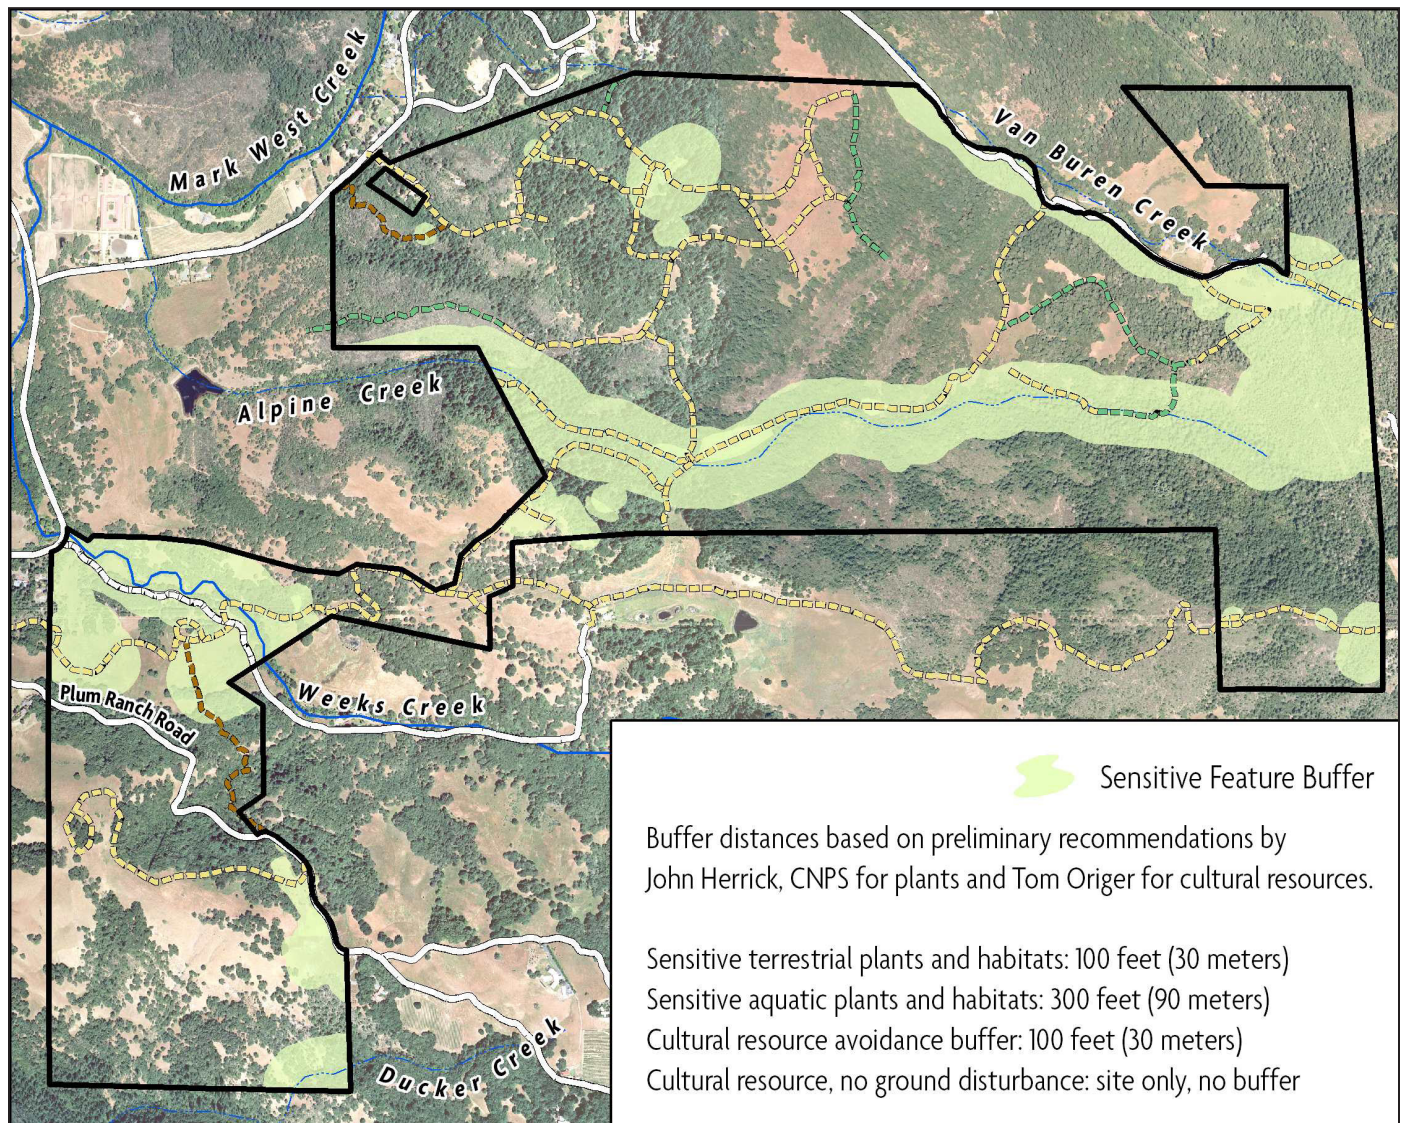 Mark West Creek
Van Buren Creek
Alpine Creek
Weeks Creek
Plum Ranch Road
Ducker Creek
Sensitive Feature Buffer
Buffer distances based on preliminary recommendations by
John Herrick, CNPS for plants and Tom Origer for cultural resources.
Sensitive terrestrial plants and habitats: 100 feet (30 meters)
Sensitive aquatic plants and habitats: 300 feet (90 meters)
Cultural resource avoidance buffer: 100 feet (30 meters)
Cultural resource, no ground disturbance: site only, no buffer